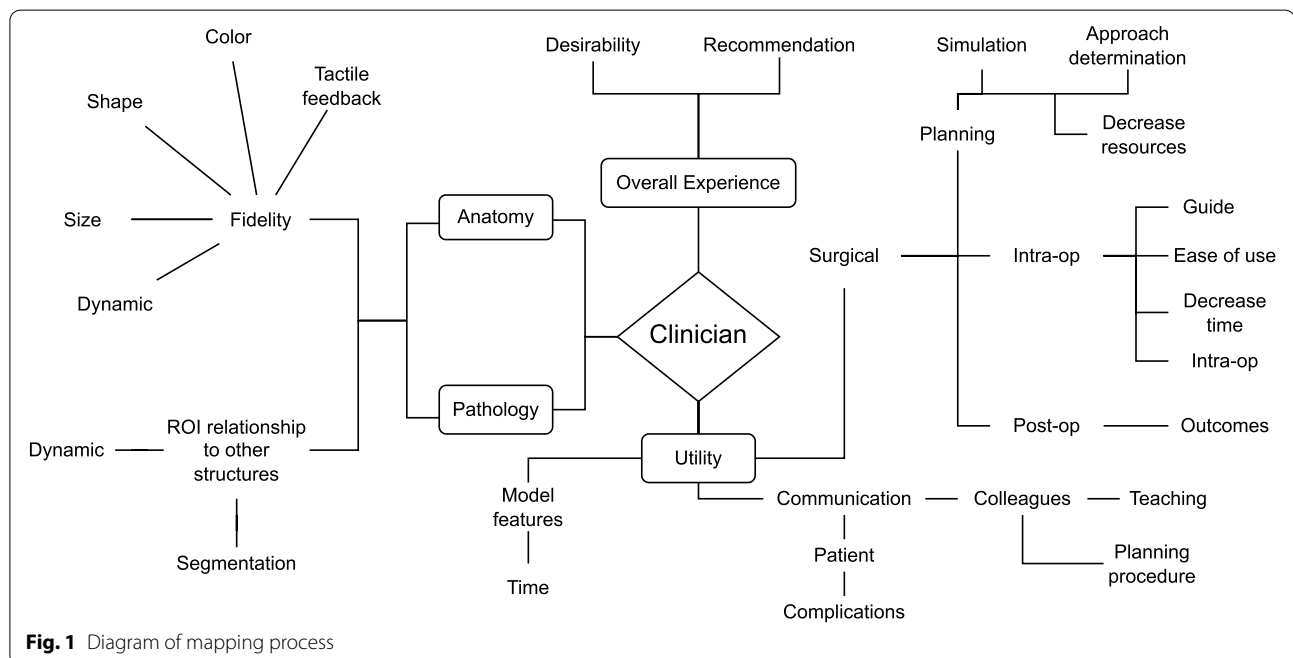 Color
Desirability
Recommendation
Simulation
Approach
determination
Shape
Tactile
feedback
Planning
Decrease
resources
Overall Experience
Size
Fidelity
Anatomy
Guide
Surgical
Intra-op
Ease of use
Dynamic
Decrease
time
Clinician
Intra-op
Pathology
Dynamic
ROI relationship
to other
structures
Post-op
Outcomes
Utility
Model
features
Communication
Colleagues
Teaching
Segmentation
Patient
Planning
procedure
Time
Complications
Fig. 1 Diagram of mapping process